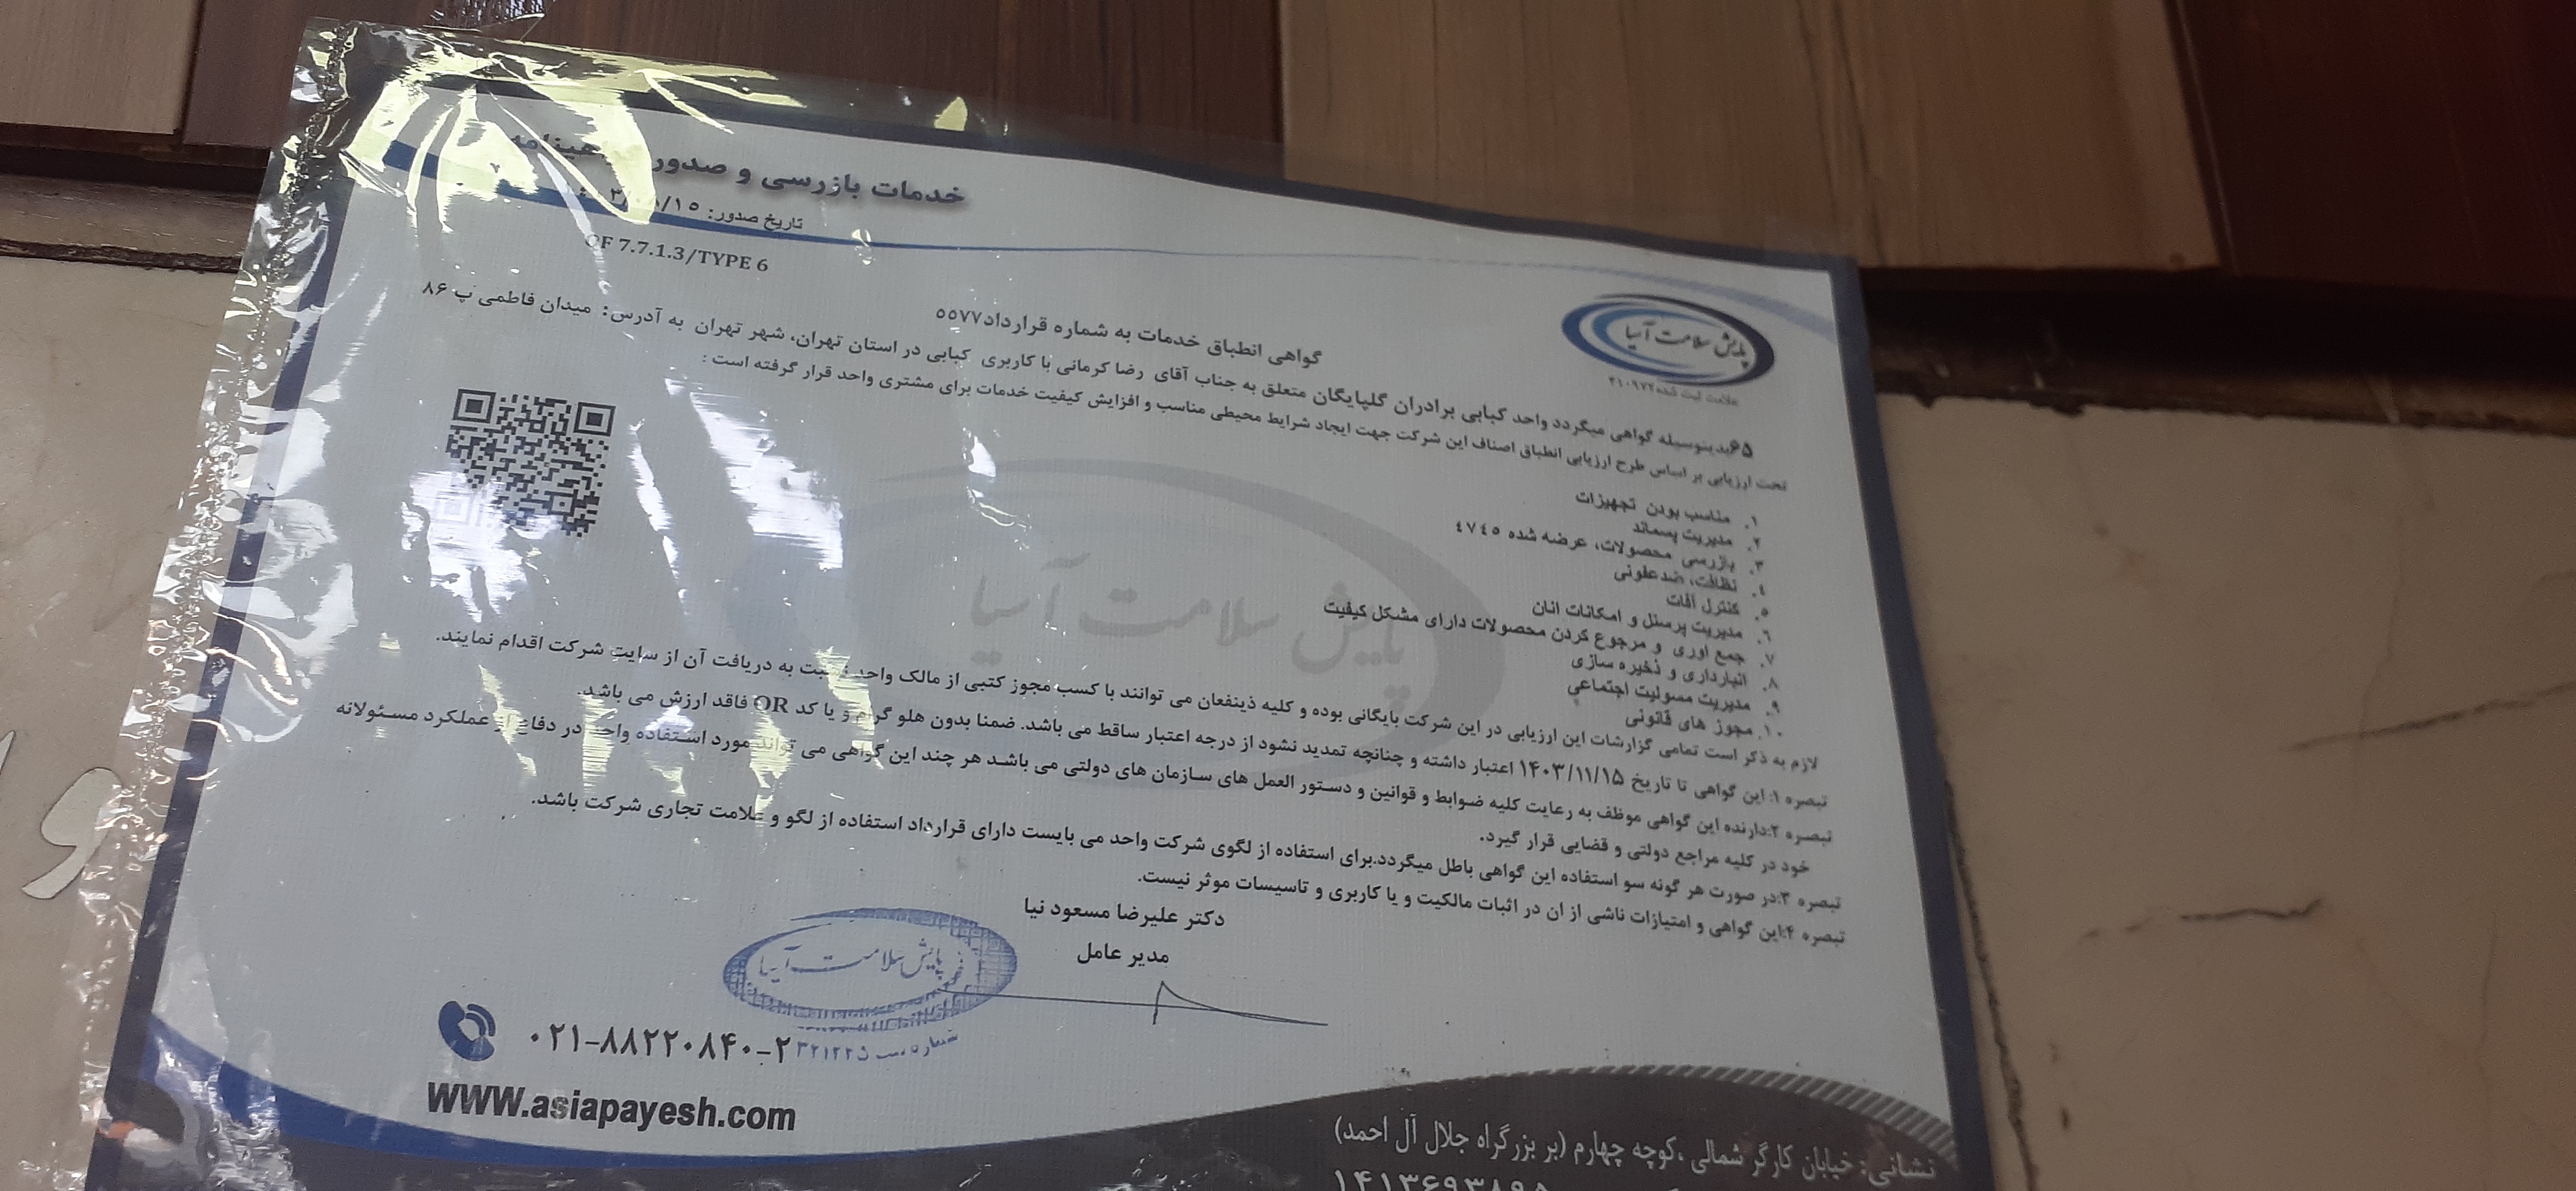 خدمات بازرسی و صدور
تاریخ صدور:
OF 7.7.1.3/TYPE 6
پایش سلامت آسیا
علامت ثبت شده ۳۱۰۹۷۲
گواهی انطباق خدمات به شماره قرارداد٥٥٧٧
۶۵بدینوسیله گواهی میگردد واحد کبابی برادران گلپایگان متعلق به جناب آقای رضا کرمانی با کاربری کبابی در استان تهران، شهر تهران به آدرس: میدان فاطمی پ ۸۶
تحت ارزیابی بر اساس طرح ارزیابی انطباق اصناف این شرکت جهت ایجاد شرایط محیطی مناسب و افزایش کیفیت خدمات برای مشتری واحد قرار گرفته است :
۱. مناسب بودن تجهیزات
۲. مدیریت پسماند
۳. بازرسی محصولات، عرضه شده ٤٧٤٥
٤. نظافت، ضدعفونی
۵. کنترل آفات
۶. مدیریت پرسنل و امکانات انان
۷. جمع اوری و مرجوع کردن محصولات دارای مشکل کیفیت
۸. انبارداری و ذخیره سازی
۹. مدیریت مسولیت اجتماعی
۱۰. مجوز های قانونی
لازم به ذکر است تمامی گزارشات این ارزیابی در این شرکت بایگانی بوده و کلیه ذینفعان می توانند با کسب مجوز کتبی از مالک واحد نسبت به دریافت آن از سایت شرکت اقدام نمایند.
تبصره ۱: این گواهی تا تاریخ ۱۴۰۳/۱۱/۱۵ اعتبار داشته و چنانچه تمدید نشود از درجه اعتبار ساقط می باشد. ضمنا بدون هلو گرام و یا کد QR فاقد ارزش می باشد.
تبصره ۲:دارنده این گواهی موظف به رعایت کلیه ضوابط و قوانین و دستور العمل های سازمان های دولتی می باشد هر چند این گواهی می تواند مورد استفاده واحد در دفاع از عملکرد مسئولانه
خود در کلیه مراجع دولتی و قضایی قرار گیرد.
تبصره ۳:در صورت هر گونه سو استفاده این گواهی باطل میگردد.برای استفاده از لگوی شرکت واحد می بایست دارای قرارداد استفاده از لگو و علامت تجاری شرکت باشد.
تبصره ۴:این گواهی و امتیازات ناشی از ان در اثبات مالکیت و یا کاربری و تاسیسات موثر نیست.
دکتر علیرضا مسعود نیا
مدیر عامل
پایش سلامت آسیا
۰۲۱-۸۸۲۲۰۸۴۰-۲
WWW.asiapayesh.com
نشانی: خیابان کارگر شمالی ،کوچه چهارم (بر بزرگراه جلال آل احمد)